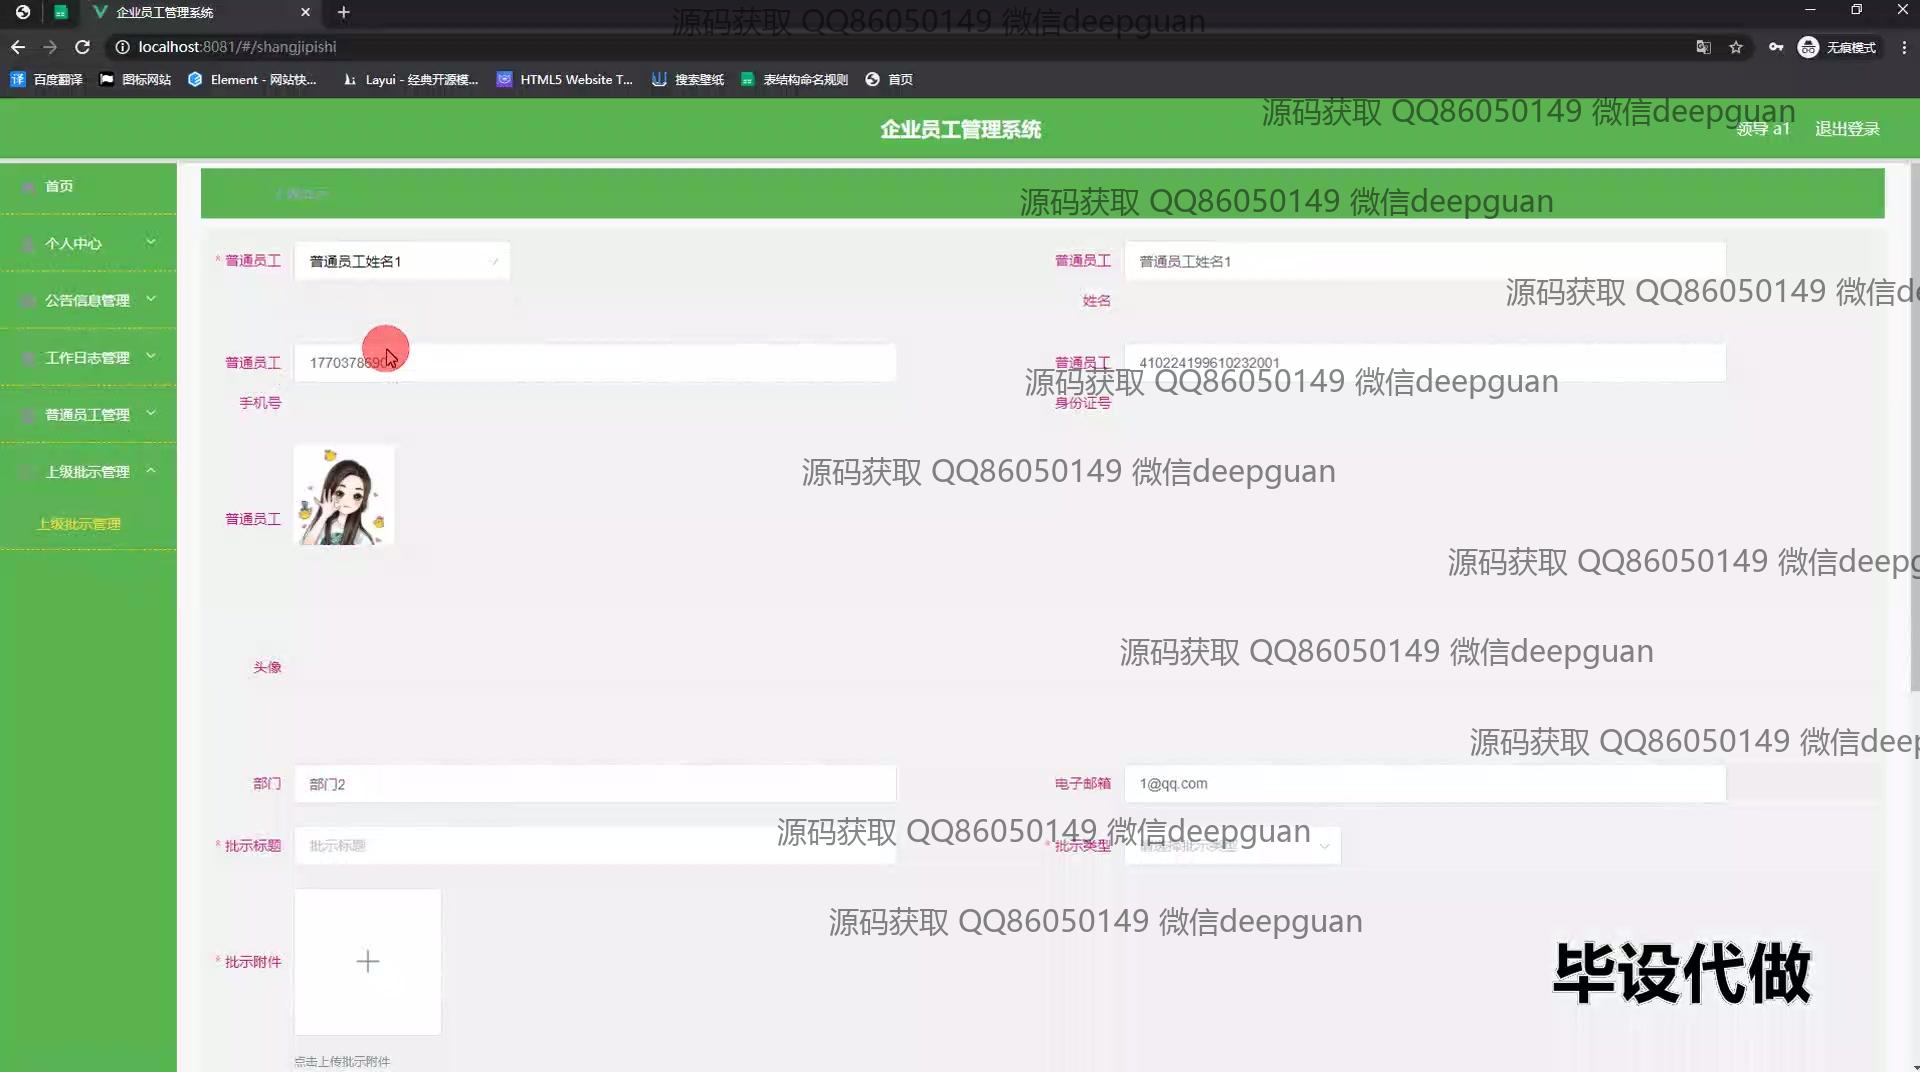 企业员工管理系统
源码获取 QQ86050149 微信deepguan
localhost:8081/#/shangjipishi
无痕模式
百度翻译
图标网站
Element - 网站快...
Layui - 经典开源模...
HTML5 Website T...
搜索壁纸
表结构命名规则
首页
源码获取 QQ86050149 微信deepguan
企业员工管理系统
领导 a1
退出登录
首页
源码获取 QQ86050149 微信deepguan
个人中心
* 普通员工
普通员工姓名1
普通员工
姓名
普通员工姓名1
公告信息管理
源码获取 QQ86050149 微信de
工作日志管理
普通员工
手机号
普通员工
身份证号
410224199610232001
源码获取 QQ86050149 微信deepguan
普通员工管理
上级批示管理
源码获取 QQ86050149 微信deepguan
上级批示管理
普通员工
头像
源码获取 QQ86050149 微信deepg
源码获取 QQ86050149 微信deepguan
源码获取 QQ86050149 微信deep
部门
部门2
电子邮箱
1@qq.com
源码获取 QQ86050149 微信deepguan
* 批示标题
批示标题
* 批示类型
请选择批示类型
源码获取 QQ86050149 微信deepguan
* 批示附件
点击上传批示附件
毕设代做